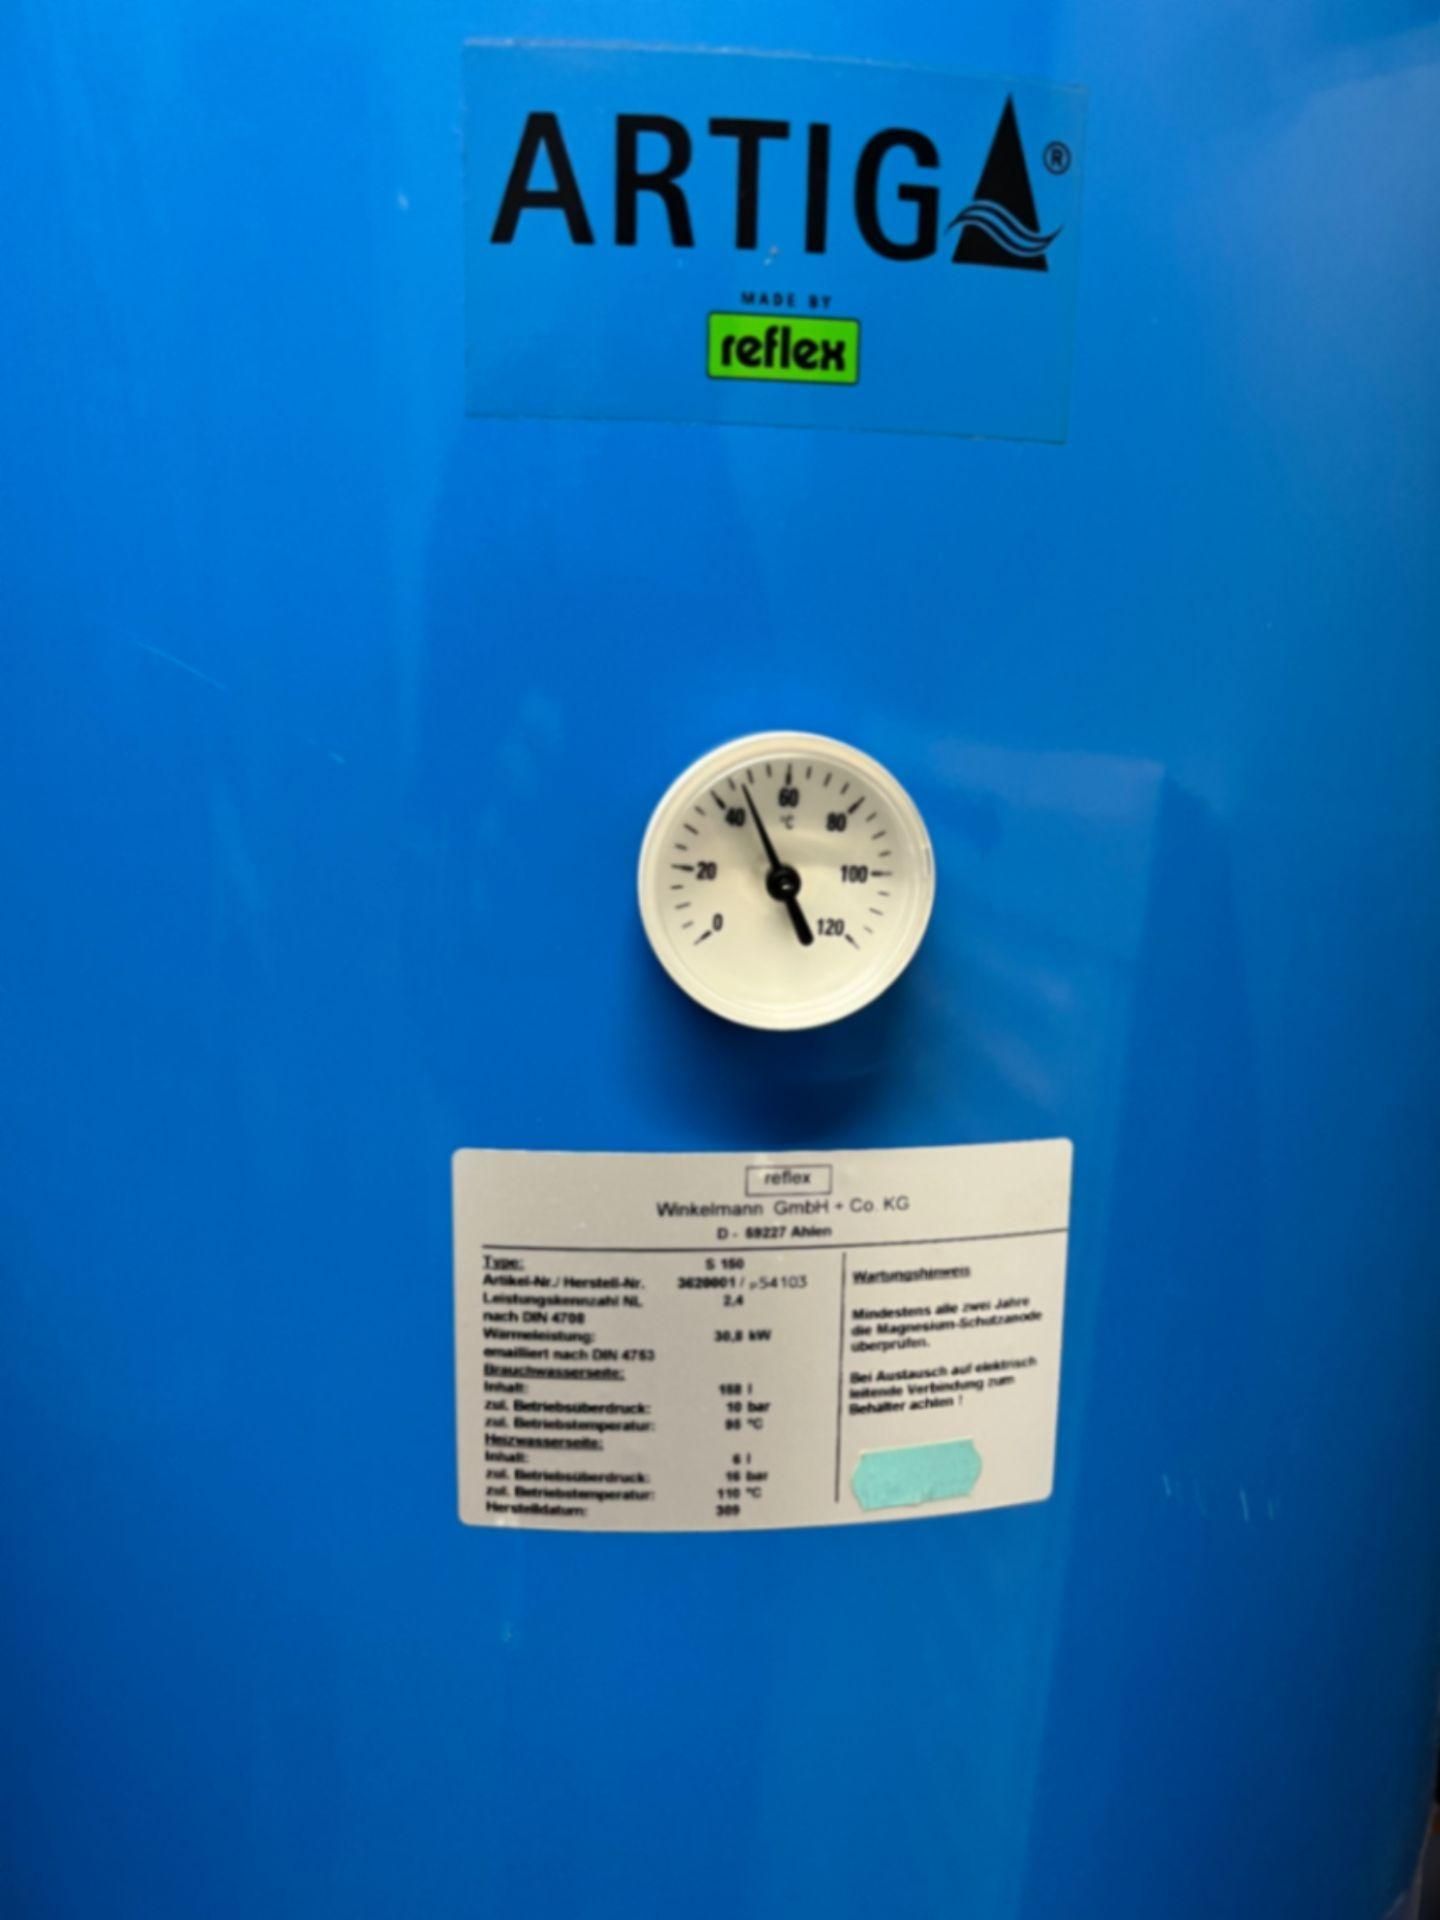 ARTIGA®
MADE BY
reflex
60
40
°C
80
20
100
0
120
reflex
Winkelmann GmbH + Co. KG
D - 59227 Ahlen
Type: S 150
Artikel-Nr./ Herstell-Nr. 3620001 / 54103
Leistungskennzahl NL 2,4
nach DIN 4708
Wärmeleistung: 30,8 kW
emailliert nach DIN 4753
Brauchwasserseite:
Inhalt: 158 l
zul. Betriebsüberdruck: 10 bar
zul. Betriebstemperatur: 95 °C
Heizwasserseite:
Inhalt: 6 l
zul. Betriebsüberdruck: 16 bar
zul. Betriebstemperatur: 110 °C
Herstelldatum: 309
Wartungshinweis
Mindestens alle zwei Jahre
die Magnesium-Schutzanode
überprüfen.
Bei Austausch auf elektrisch
leitende Verbindung zum
Behälter achten !